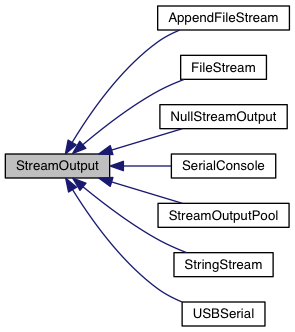 AppendFileStream
FileStream
NullStreamOutput
StreamOutput
SerialConsole
StreamOutputPool
StringStream
USBSerial